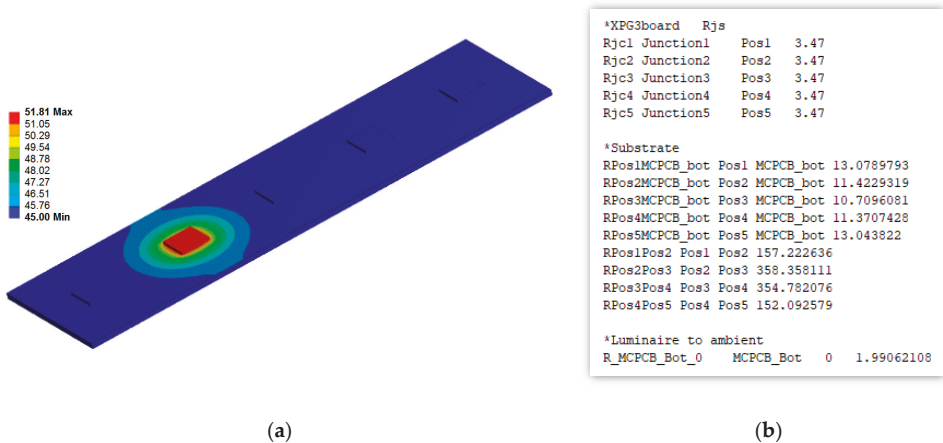 51.81 Max
51.05
50.29
49.54
48.78
48.02
47.27
46.51
45.76
45.00 Min
(a)
*XPG3board Rjs
Rjc1 Junction1 Pos1 3.47
Rjc2 Junction2 Pos2 3.47
Rjc3 Junction3 Pos3 3.47
Rjc4 Junction4 Pos4 3.47
Rjc5 Junction5 Pos5 3.47
*Substrate
RPos1MCPCB_bot Pos1 MCPCB_bot 13.0789793
RPos2MCPCB_bot Pos2 MCPCB_bot 11.4229319
RPos3MCPCB_bot Pos3 MCPCB_bot 10.7096081
RPos4MCPCB_bot Pos4 MCPCB_bot 11.3707428
RPos5MCPCB_bot Pos5 MCPCB_bot 13.043822
RPos1Pos2 Pos1 Pos2 157.222636
RPos2Pos3 Pos2 Pos3 358.358111
RPos3Pos4 Pos3 Pos4 354.782076
RPos4Pos5 Pos4 Pos5 152.092579
*Luminaire to ambient
R_MCPCB_Bot_0 MCPCB_Bot 0 1.99062108
(b)